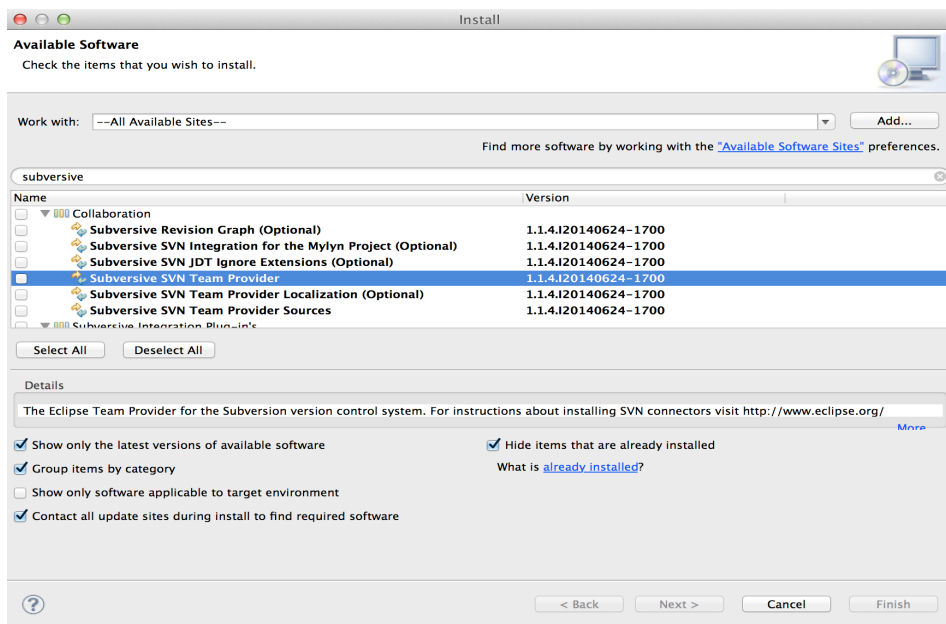 Install
Available Software
Check the items that you wish to install.
Work with: --All Available Sites-- Add...
Find more software by working with the "Available Software Sites" preferences.
subversive
Name Version
Collaboration
Subversive Revision Graph (Optional) 1.1.4.I20140624-1700
Subversive SVN Integration for the Mylyn Project (Optional) 1.1.4.I20140624-1700
Subversive SVN JDT Ignore Extensions (Optional) 1.1.4.I20140624-1700
Subversive SVN Team Provider 1.1.4.I20140624-1700
Subversive SVN Team Provider Localization (Optional) 1.1.4.I20140624-1700
Subversive SVN Team Provider Sources 1.1.4.I20140624-1700
Subversive Integration Plug-in's
Select All Deselect All
Details
The Eclipse Team Provider for the Subversion version control system. For instructions about installing SVN connectors visit http://www.eclipse.org/
More
Show only the latest versions of available software Hide items that are already installed
Group items by category What is already installed?
Show only software applicable to target environment
Contact all update sites during install to find required software
? < Back Next > Cancel Finish